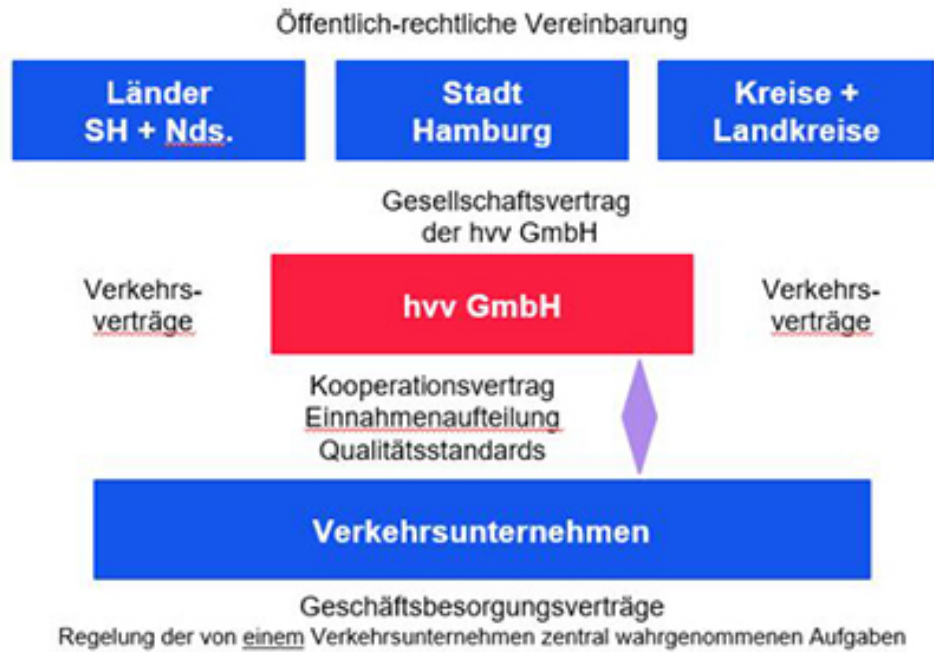 Öffentlich-rechtliche Vereinbarung
Länder
SH + Nds.
Stadt
Hamburg
Kreise +
Landkreise
Gesellschaftsvertrag
der hvv GmbH
Verkehrs-
verträge
hvv GmbH
Verkehrs-
verträge
Kooperationsvertrag
Einnahmenaufteilung
Qualitätsstandards
Verkehrsunternehmen
Geschäftsbesorgungsverträge
Regelung der von einem Verkehrsunternehmen zentral wahrgenommenen Aufgaben